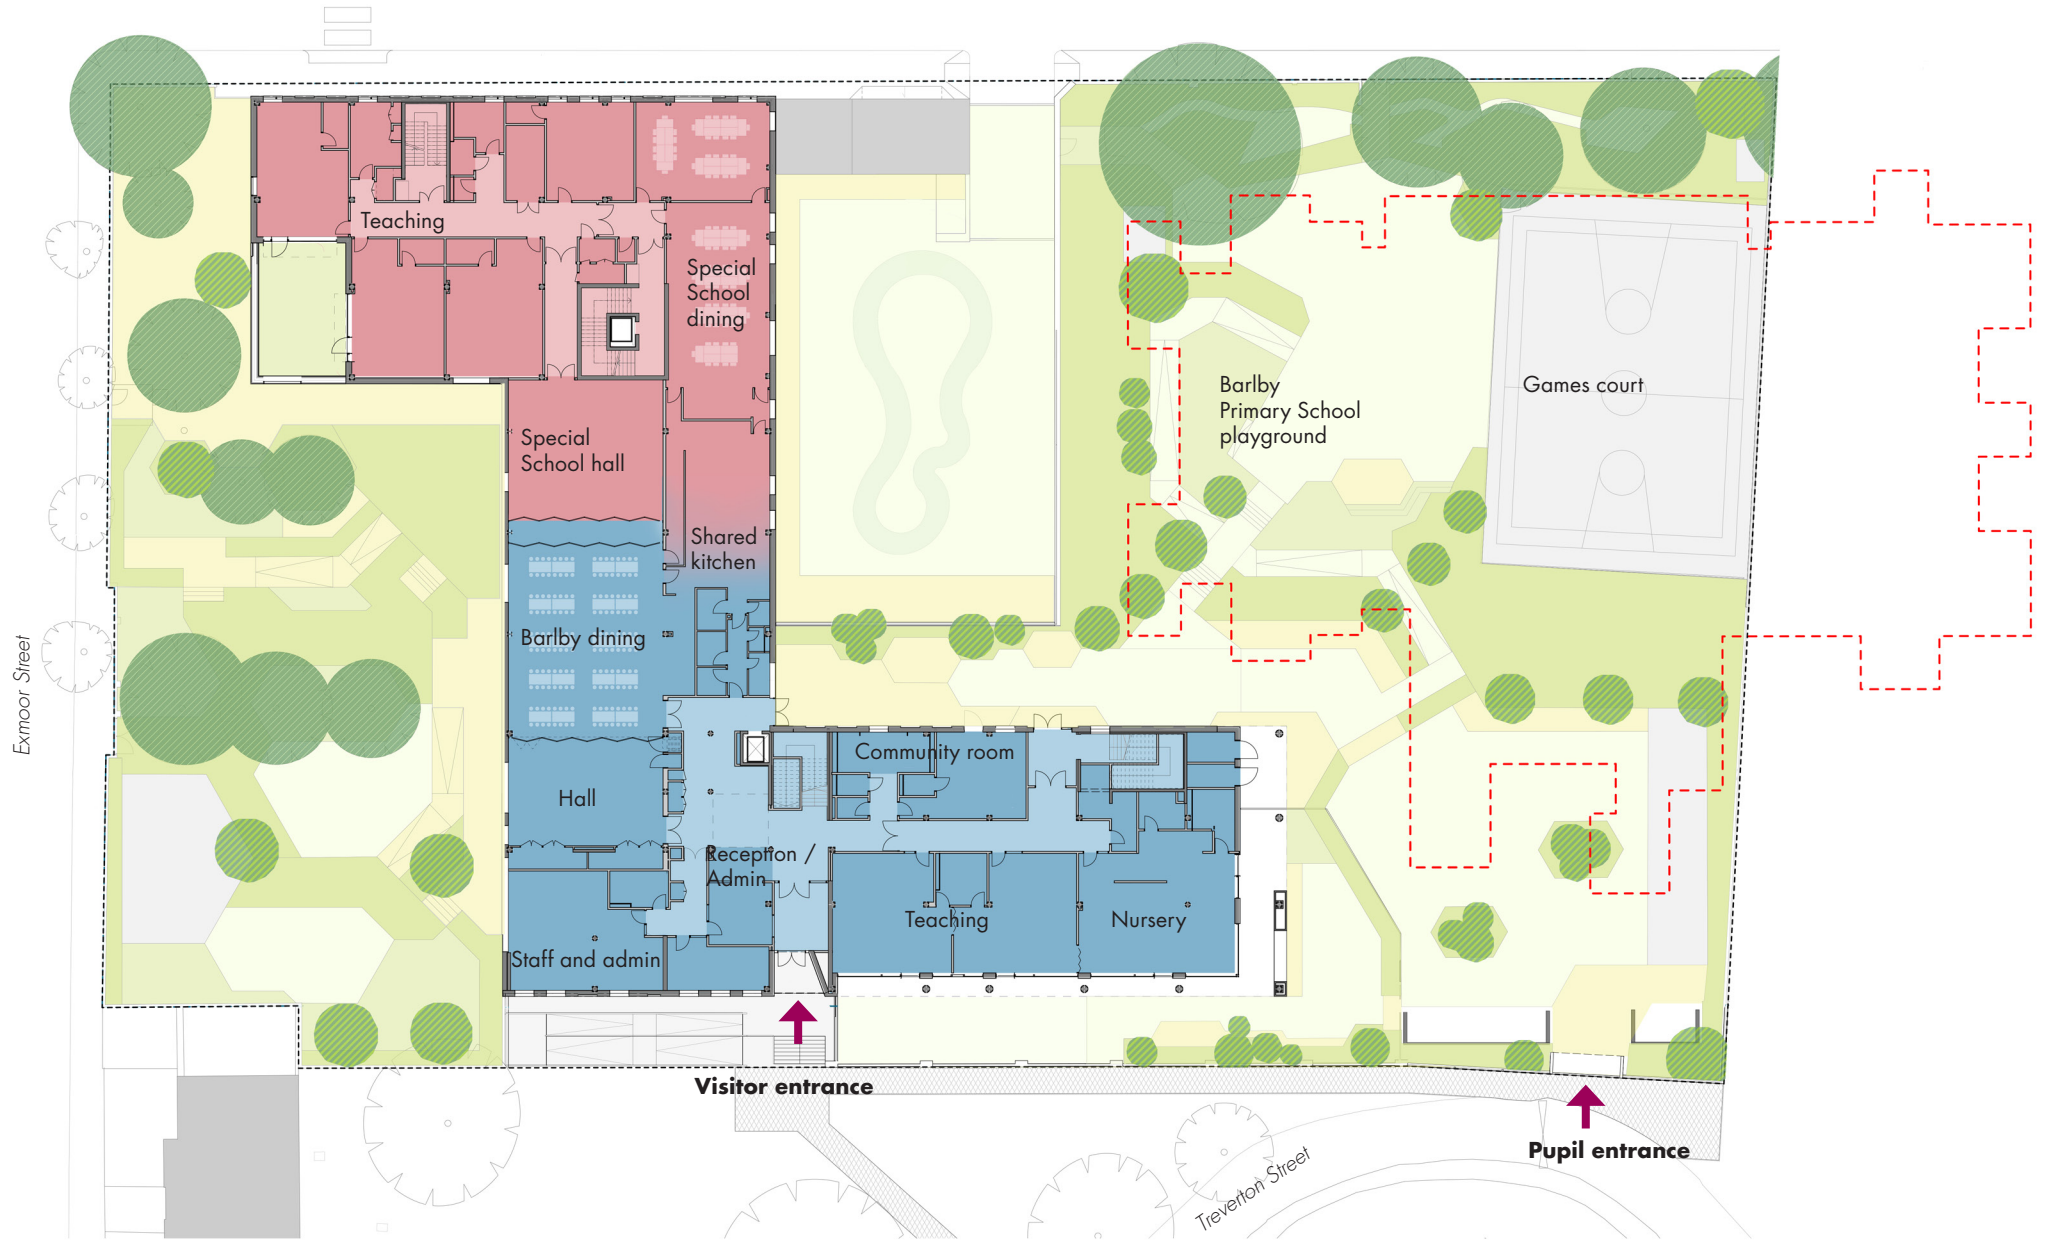 Teaching
Special
School
dining
Special
School hall
Shared
kitchen
Barlby dining
Hall
Reception /
Admin
Staff and admin
Community room
Teaching
Nursery
Barlby
Primary School
playground
Games court
Exmoor Street
Visitor entrance
Pupil entrance
Treverton Street